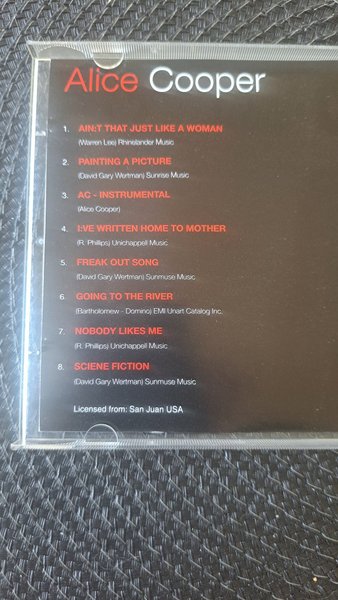 Alice Cooper
1. AIN:T THAT JUST LIKE A WOMAN
(Warren Lee) Rhinelander Music
2. PAINTING A PICTURE
(David Gary Wertman) Sunrise Music
3. AC - INSTRUMENTAL
(Alice Cooper)
4. I:VE WRITTEN HOME TO MOTHER
(R. Phillips) Unichappell Music
5. FREAK OUT SONG
(David Gary Wertman) Sunmuse Music
6. GOING TO THE RIVER
(Bartholomew - Domino) EMI Unart Catalog Inc.
7. NOBODY LIKES ME
(R. Phillips) Unichappell Music
8. SCIENE FICTION
(David Gary Wertman) Sunmuse Music
Licensed from: San Juan USA